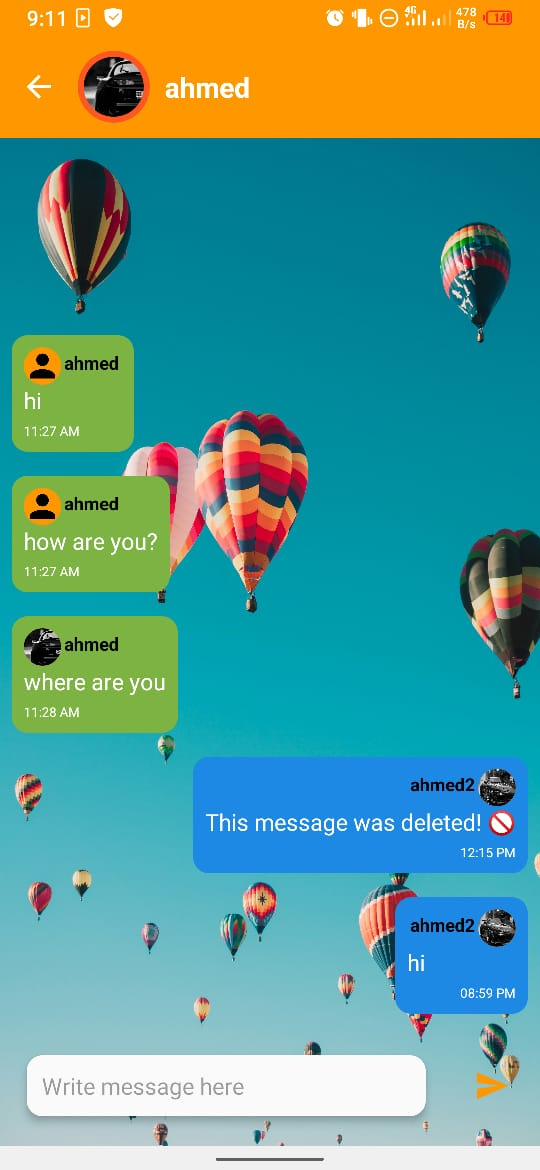 9:11
4G
478
B/s
14
ahmed
ahmed
hi
11:27 AM
ahmed
how are you?
11:27 AM
ahmed
where are you
11:28 AM
ahmed2
This message was deleted! 🚫
12:15 PM
ahmed2
hi
08:59 PM
Write message here